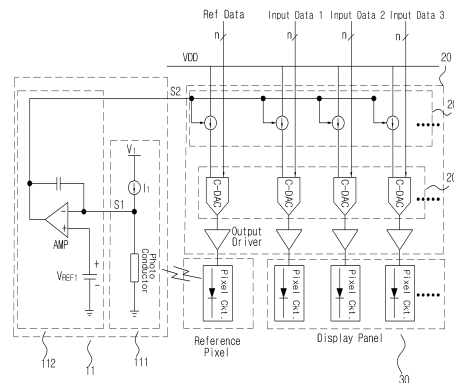 Ref Data Input Data 1 Input Data 2 Input Data 3
n n n n
VDD
20
S2
20
V1
I1
S1
20
C-DAC C-DAC C-DAC C-DAC
AMP
Output Driver
Photo Conductor
VREF1
+
−
Pixel Ckt. Pixel Ckt. Pixel Ckt. Pixel Ckt.
Reference Pixel
Display Panel
112 11 111
30